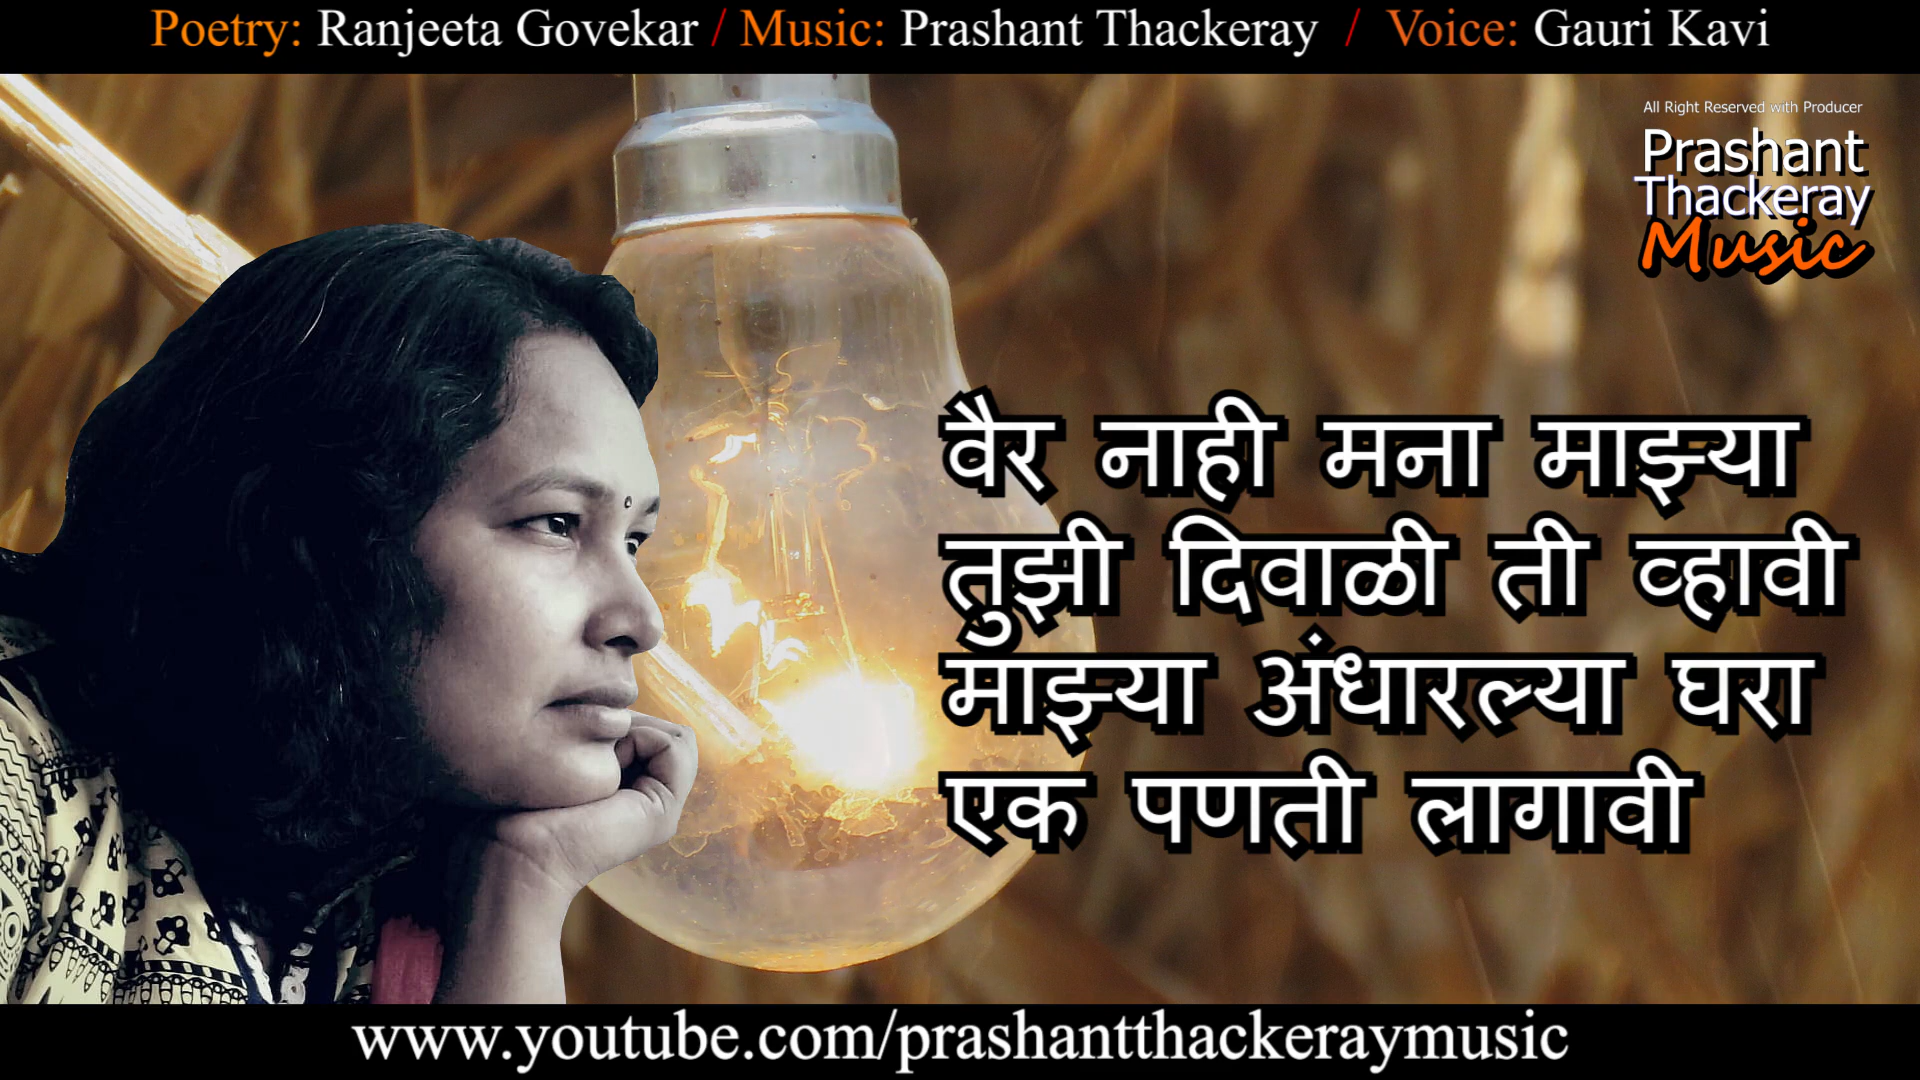 Poetry: Ranjeeta Govekar / Music: Prashant Thackeray / Voice: Gauri Kavi
All Right Reserved with Producer
Prashant
Thackeray
Music
वैर नाही मना माझ्या
तुझी दिवाळी ती व्हावी
माझ्या अंधारल्या घरा
एक पणती लागावी
www.youtube.com/prashantthackeraymusic